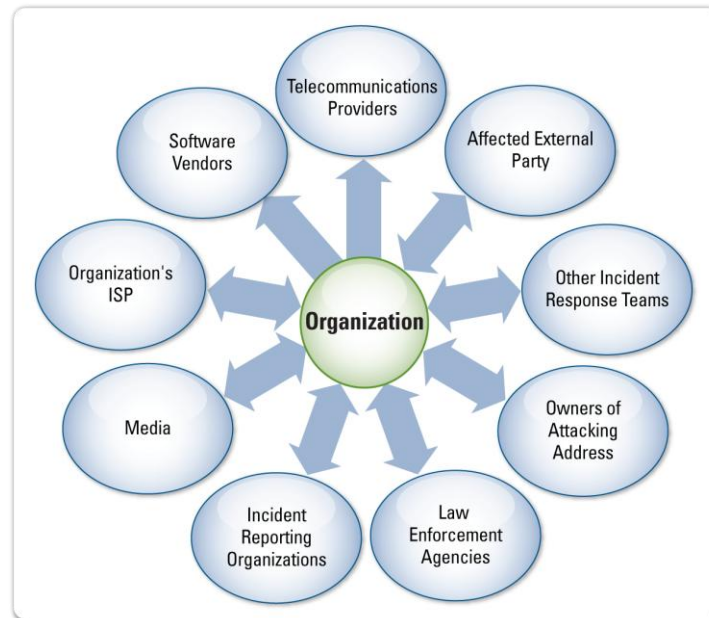 Telecommunications
Providers
Software
Vendors
Affected External
Party
Organization's
ISP
Other Incident
Response Teams
Organization
Media
Owners of
Attacking
Address
Incident
Reporting
Organizations
Law
Enforcement
Agencies